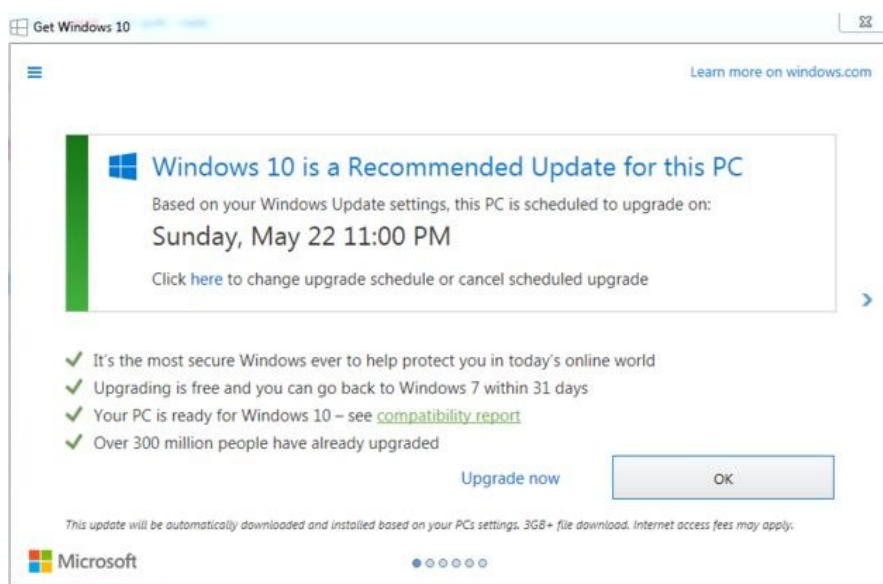 Get Windows 10
Learn more on windows.com
Windows 10 is a Recommended Update for this PC
Based on your Windows Update settings, this PC is scheduled to upgrade on:
Sunday, May 22 11:00 PM
Click here to change upgrade schedule or cancel scheduled upgrade
It's the most secure Windows ever to help protect you in today's online world
Upgrading is free and you can go back to Windows 7 within 31 days
Your PC is ready for Windows 10 – see compatibility report
Over 300 million people have already upgraded
Upgrade now
OK
This update will be automatically downloaded and installed based on your PCs settings. 3GB+ file download. Internet access fees may apply.
Microsoft